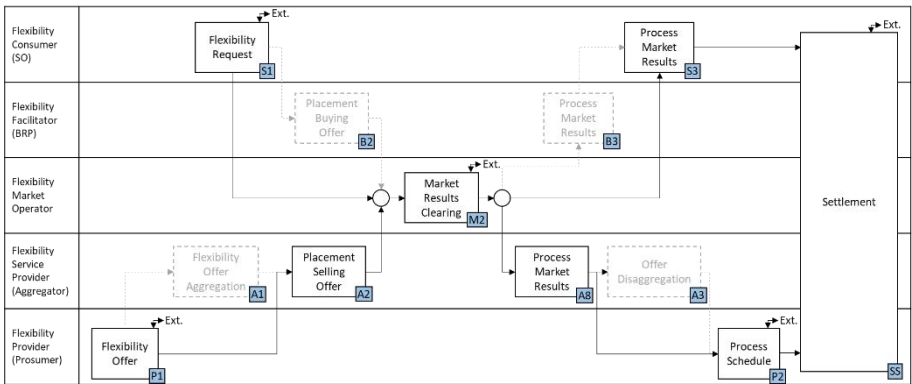 Flexibility
Consumer
(SO)
Ext.
Flexibility
Request
S1
Process
Market
Results
S3
Ext.
Flexibility
Facilitator
(BRP)
Placement
Buying
Offer
B2
Process
Market
Results
B3
Flexibility
Market
Operator
Ext.
Market
Results
Clearing
M2
Settlement
Flexibility
Service
Provider
(Aggregator)
Flexibility
Offer
Aggregation
A1
Placement
Selling
Offer
A2
Process
Market
Results
A8
Offer
Disaggregation
A3
Flexibility
Provider
(Prosumer)
Ext.
Flexibility
Offer
P1
Ext.
Process
Schedule
P2
SS